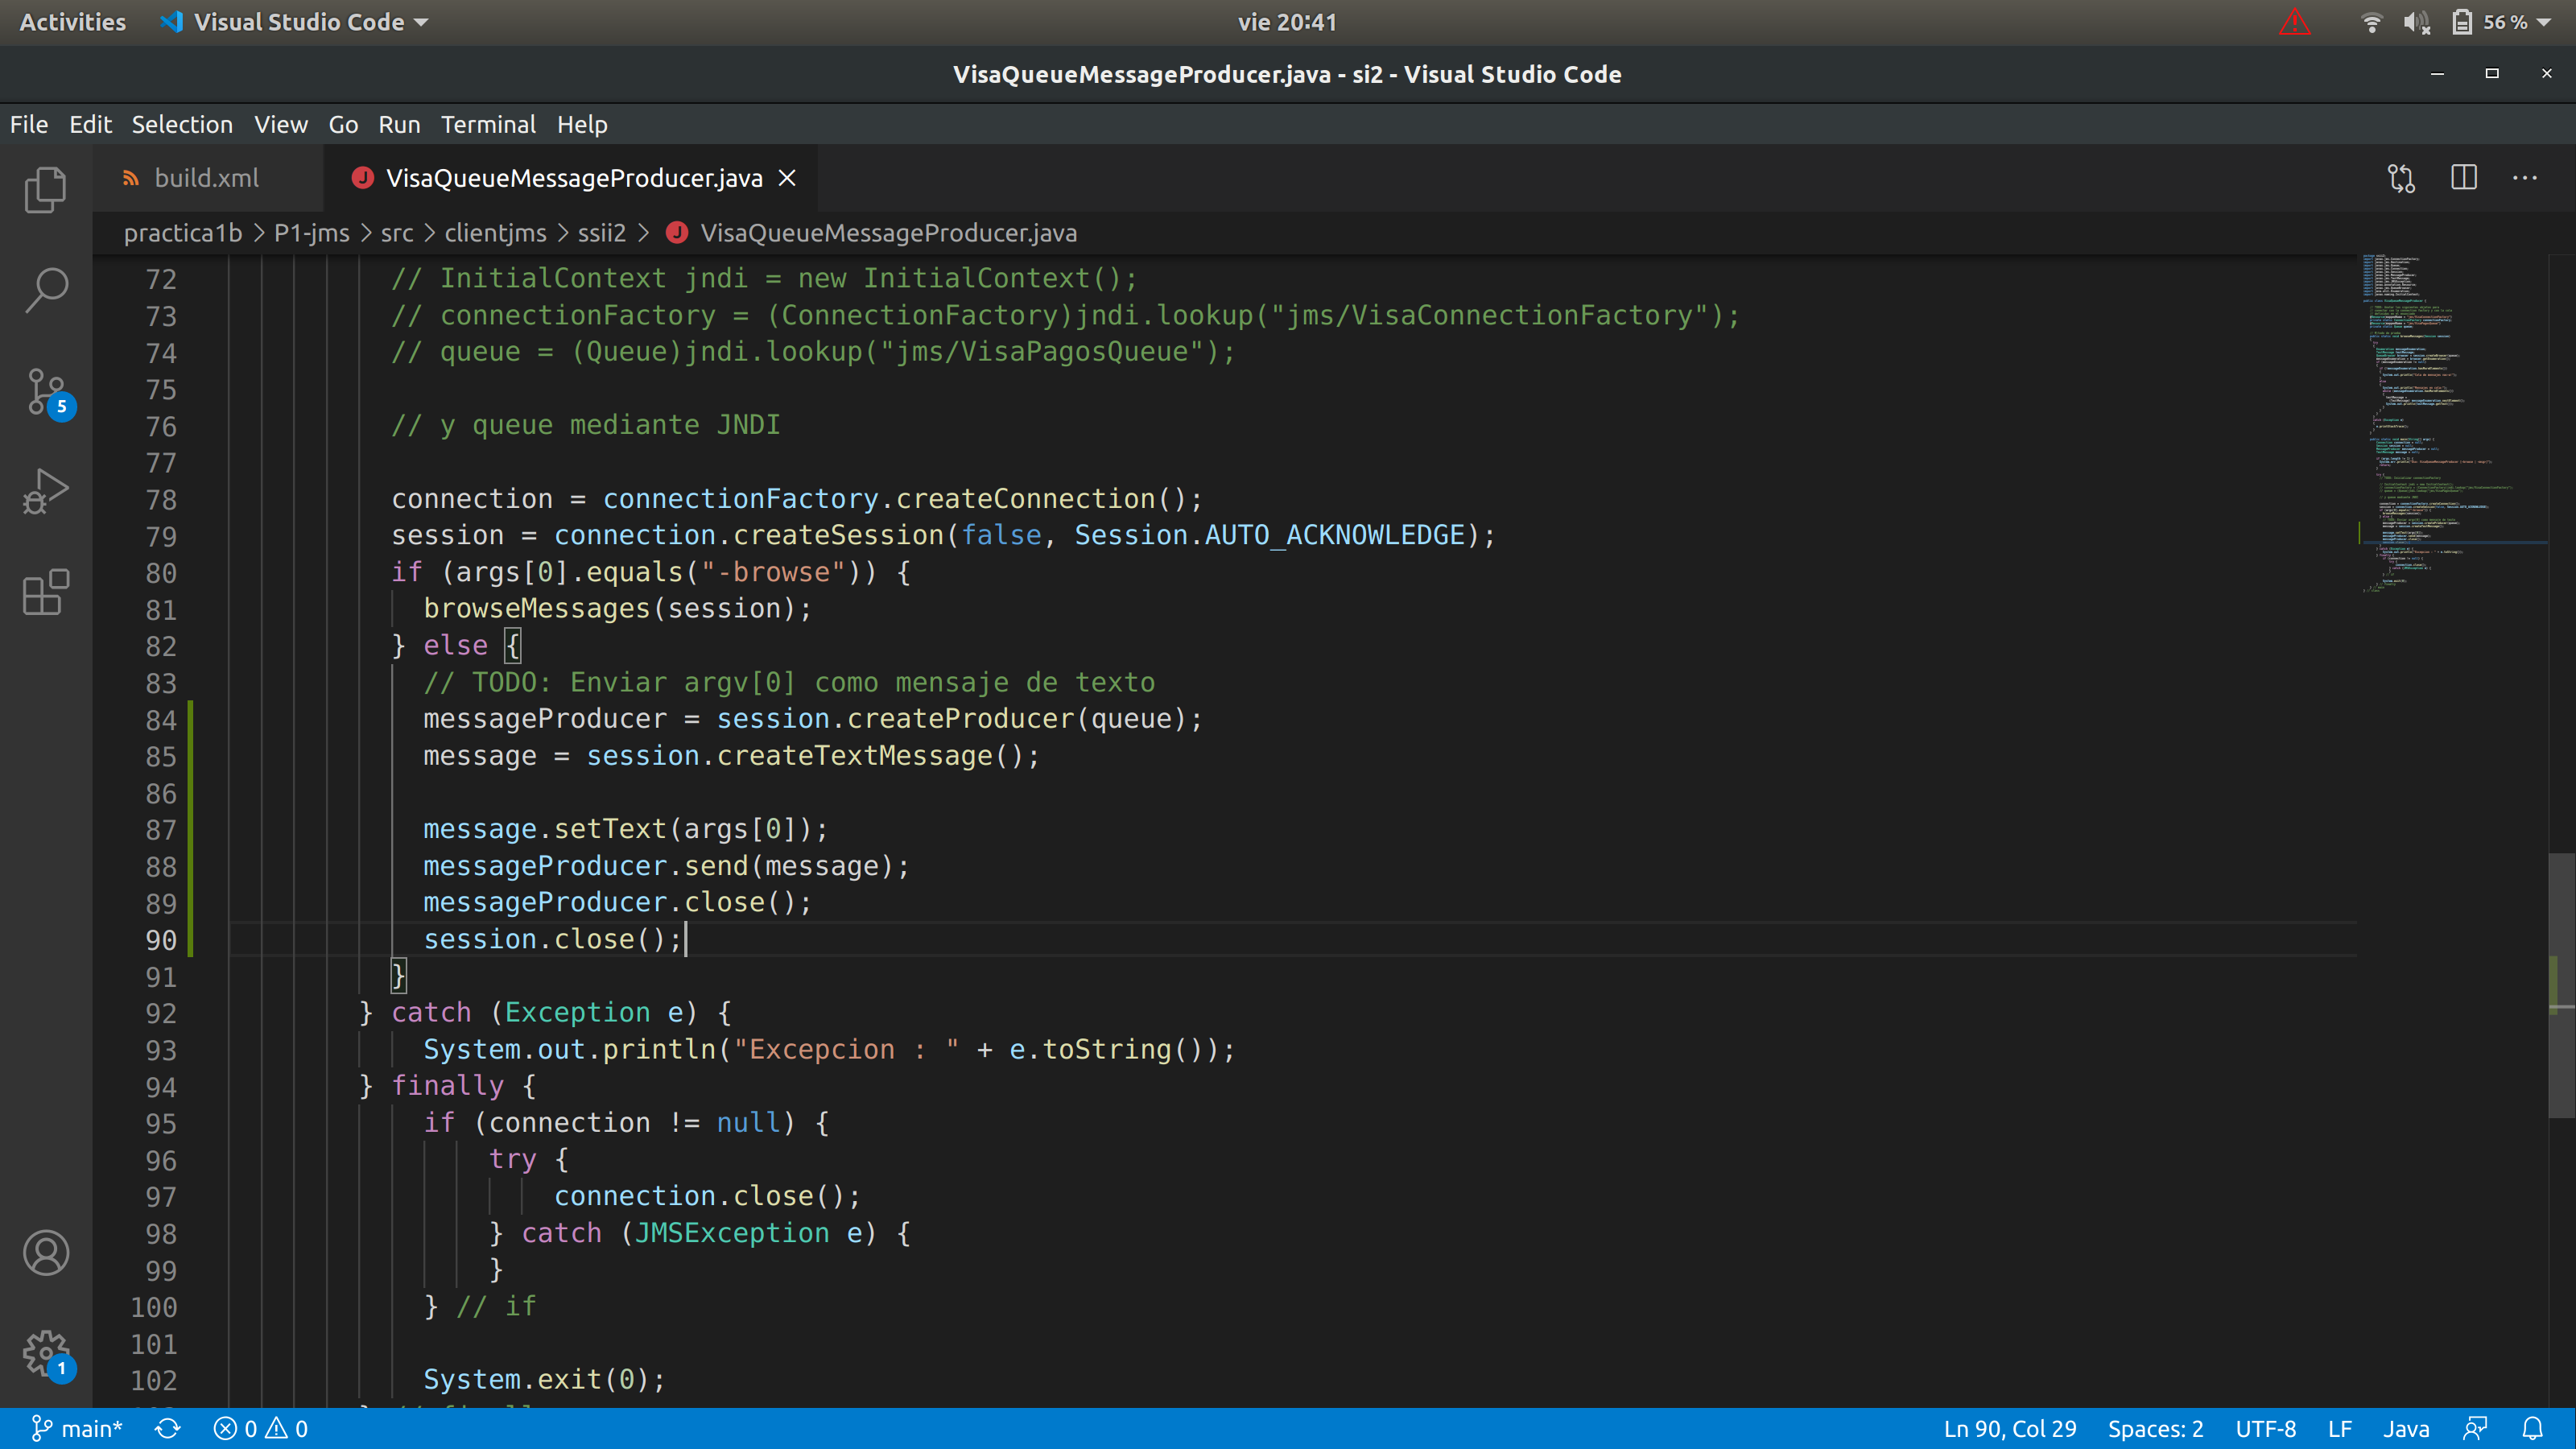 Activities Visual Studio Code vie 20:41 56 %
VisaQueueMessageProducer.java - si2 - Visual Studio Code
File Edit Selection View Go Run Terminal Help
build.xml VisaQueueMessageProducer.java
practica1b > P1-jms > src > clientjms > ssii2 > VisaQueueMessageProducer.java
72 // InitialContext jndi = new InitialContext();
73 // connectionFactory = (ConnectionFactory)jndi.lookup("jms/VisaConnectionFactory");
74 // queue = (Queue)jndi.lookup("jms/VisaPagosQueue");
75
76 // y queue mediante JNDI
77
78 connection = connectionFactory.createConnection();
79 session = connection.createSession(false, Session.AUTO_ACKNOWLEDGE);
80 if (args[0].equals("-browse")) {
81 browseMessages(session);
82 } else {
83 // TODO: Enviar argv[0] como mensaje de texto
84 messageProducer = session.createProducer(queue);
85 message = session.createTextMessage();
86
87 message.setText(args[0]);
88 messageProducer.send(message);
89 messageProducer.close();
90 session.close();
91 }
92 } catch (Exception e) {
93 System.out.println("Excepcion : " + e.toString());
94 } finally {
95 if (connection != null) {
96 try {
97 connection.close();
98 } catch (JMSException e) {
99 }
100 } // if
101
102 System.exit(0);
5
1
main* 0 0 Ln 90, Col 29 Spaces: 2 UTF-8 LF Java